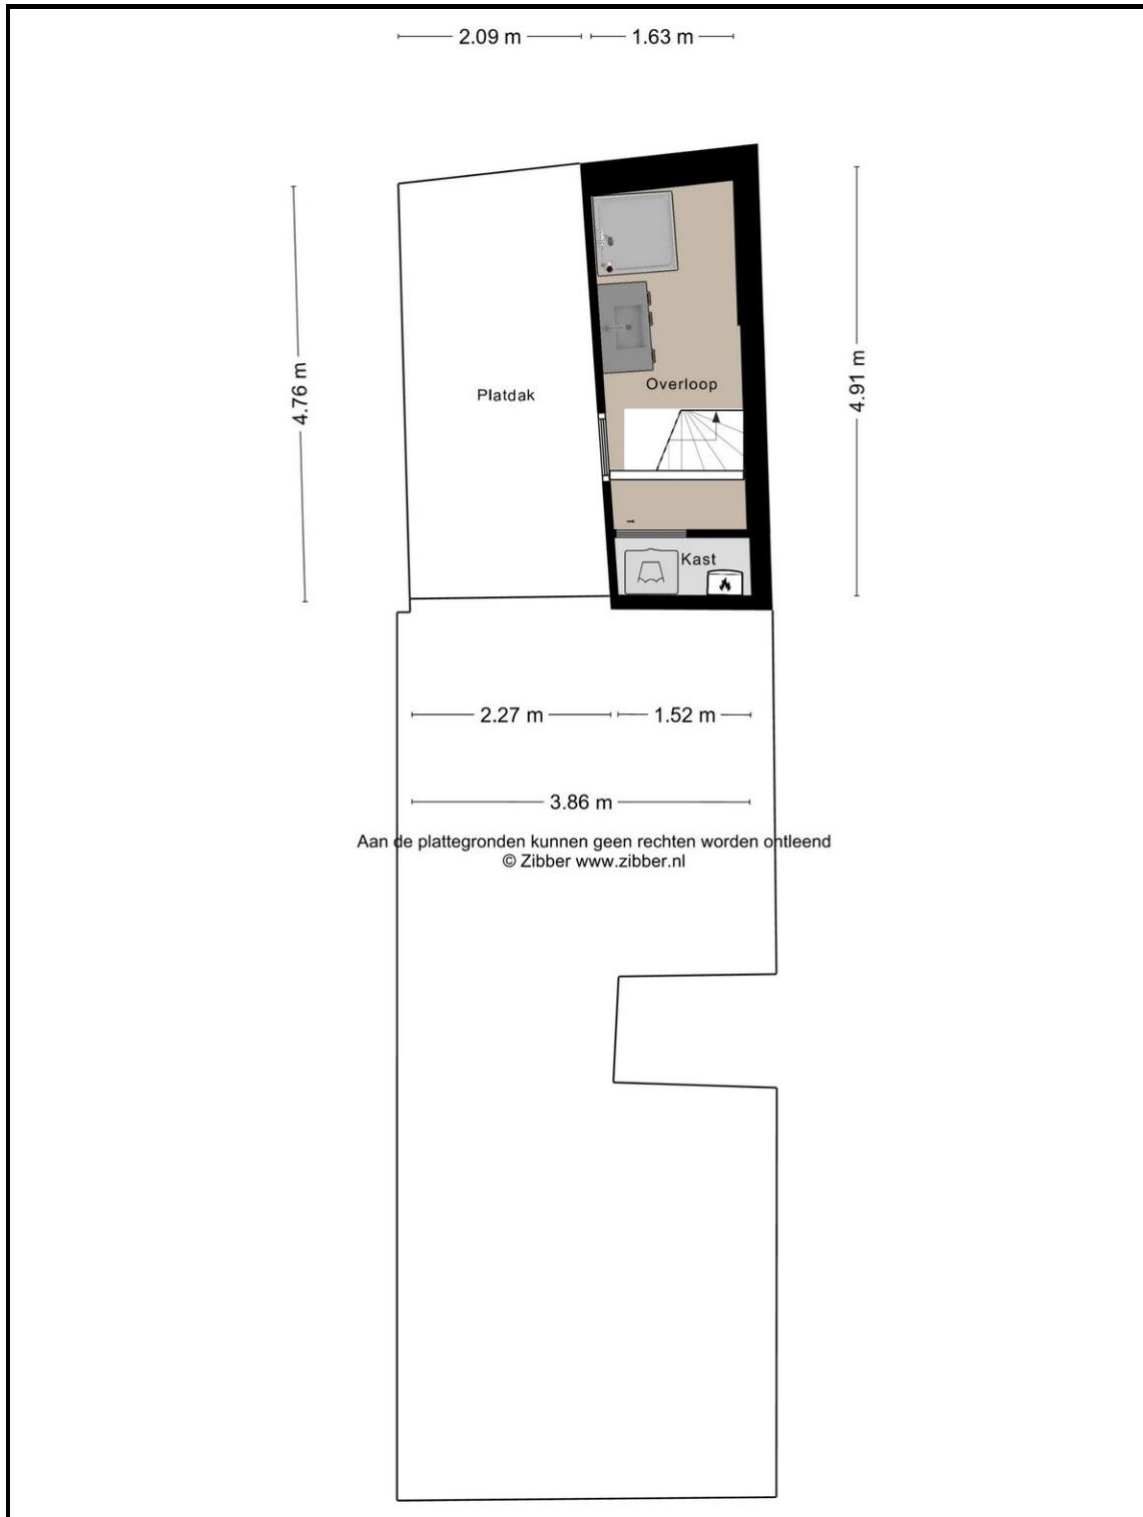 2.09 m
1.63 m
4.76 m
4.91 m
Platdak
Overloop
Kast
2.27 m
1.52 m
3.86 m
Aan de plattegronden kunnen geen rechten worden ontleend
© Zibber www.zibber.nl